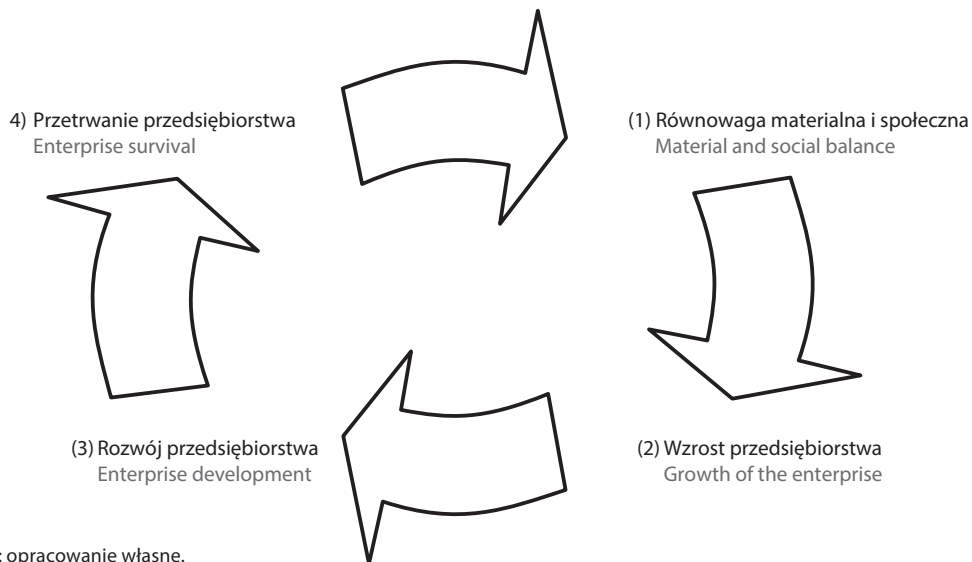 4) Przetrwanie przedsiębiorstwa
Enterprise survival
(1) Równowaga materialna i społeczna
Material and social balance
(3) Rozwój przedsiębiorstwa
Enterprise development
(2) Wzrost przedsiębiorstwa
Growth of the enterprise
: opracowanie własne.